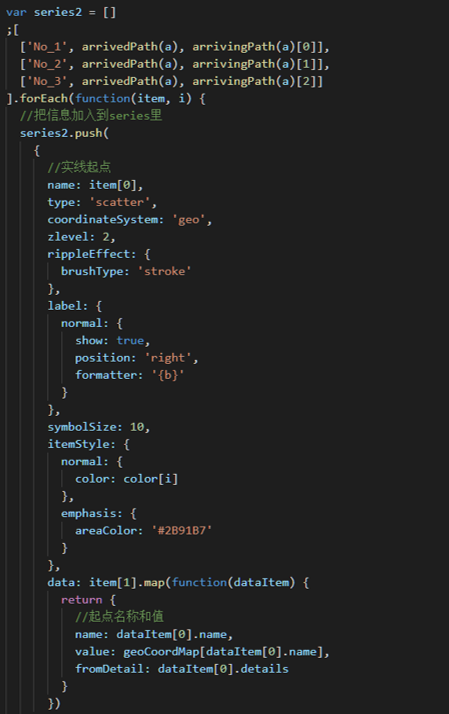 var series2 = []
;[
  ['No_1', arrivedPath(a), arrivingPath(a)[0]],
  ['No_2', arrivedPath(a), arrivingPath(a)[1]],
  ['No_3', arrivedPath(a), arrivingPath(a)[2]]
].forEach(function(item, i) {
  //把信息加入到series里
  series2.push(
    {
      //实线起点
      name: item[0],
      type: 'scatter',
      coordinateSystem: 'geo',
      zlevel: 2,
      rippleEffect: {
        brushType: 'stroke'
      },
      label: {
        normal: {
          show: true,
          position: 'right',
          formatter: '{b}'
        }
      },
      symbolSize: 10,
      itemStyle: {
        normal: {
          color: color[i]
        },
        emphasis: {
          areaColor: '#2B91B7'
        }
      },
      data: item[1].map(function(dataItem) {
        return {
          //起点名称和值
          name: dataItem[0].name,
          value: geoCoordMap[dataItem[0].name],
          fromDetail: dataItem[0].details
        }
      })